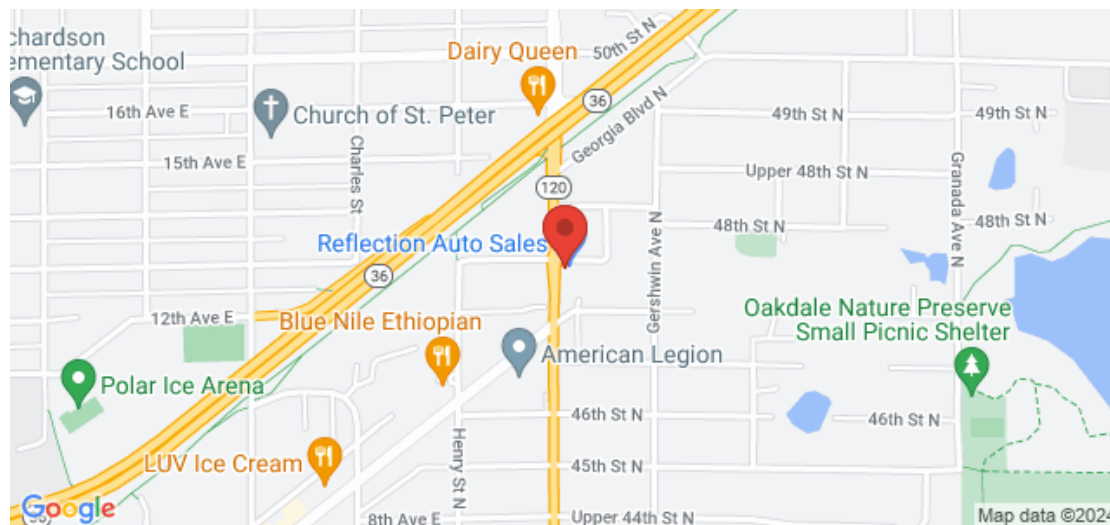 chardson
ementary School
Dairy Queen
50th St N
16th Ave E
Church of St. Peter
36
Georgia Blvd N
49th St N
49th St N
15th Ave E
Charles St
120
Upper 48th St N
Granada Ave N
Reflection Auto Sales
48th St N
48th St N
36
Gershwin Ave N
12th Ave E
Blue Nile Ethiopian
American Legion
Oakdale Nature Preserve
Small Picnic Shelter
Polar Ice Arena
46th St N
46th St N
LUV Ice Cream
Henry St N
45th St N
Google
8th Ave E
Upper 44th St N
Map data ©2024